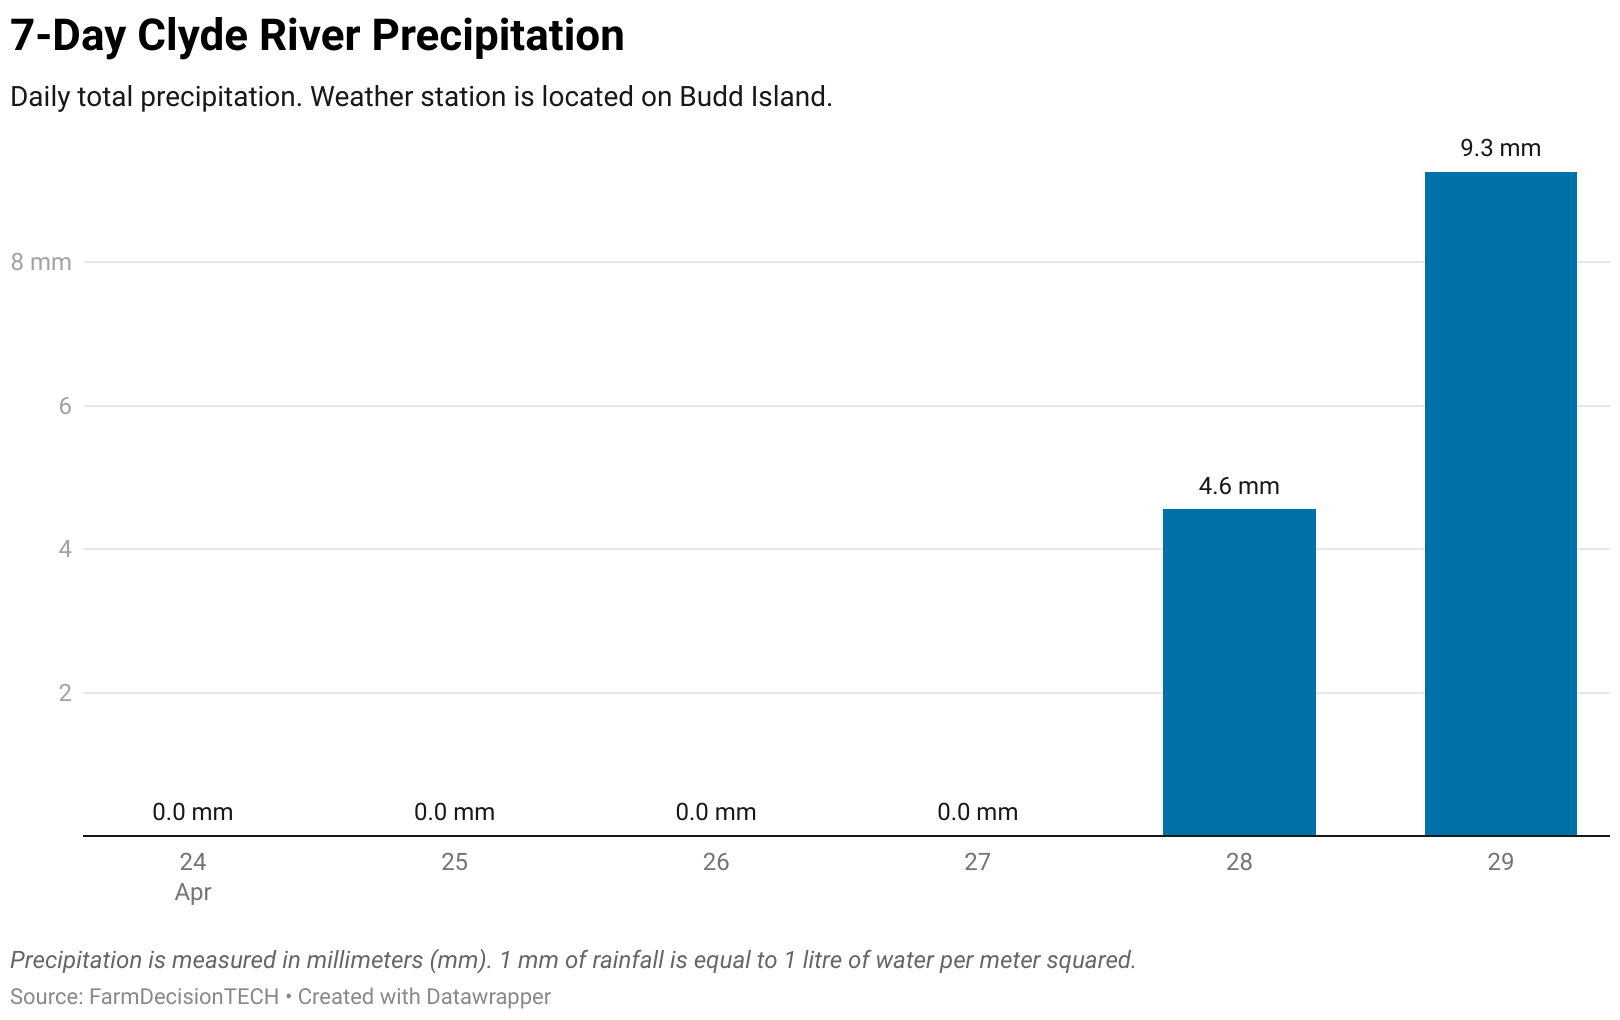 7-Day Clyde River Precipitation
Daily total precipitation. Weather station is located on Budd Island.
9.3 mm
8 mm
6
4.6 mm
4
2
0.0 mm 0.0 mm 0.0 mm 0.0 mm
24 25 26 27 28 29
Apr
Precipitation is measured in millimeters (mm). 1 mm of rainfall is equal to 1 litre of water per meter squared.
Source: FarmDecisionTECH • Created with Datawrapper